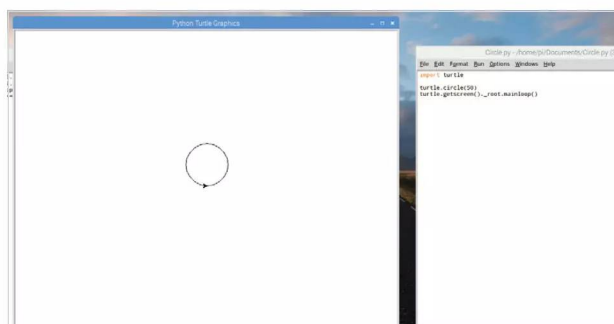 Python Turtle Graphics
Circle.py - /home/pi/Documents/Circle.py
File Edit Format Run Options Windows Help
import turtle
turtle.circle(50)
turtle.getscreen()._root.mainloop()